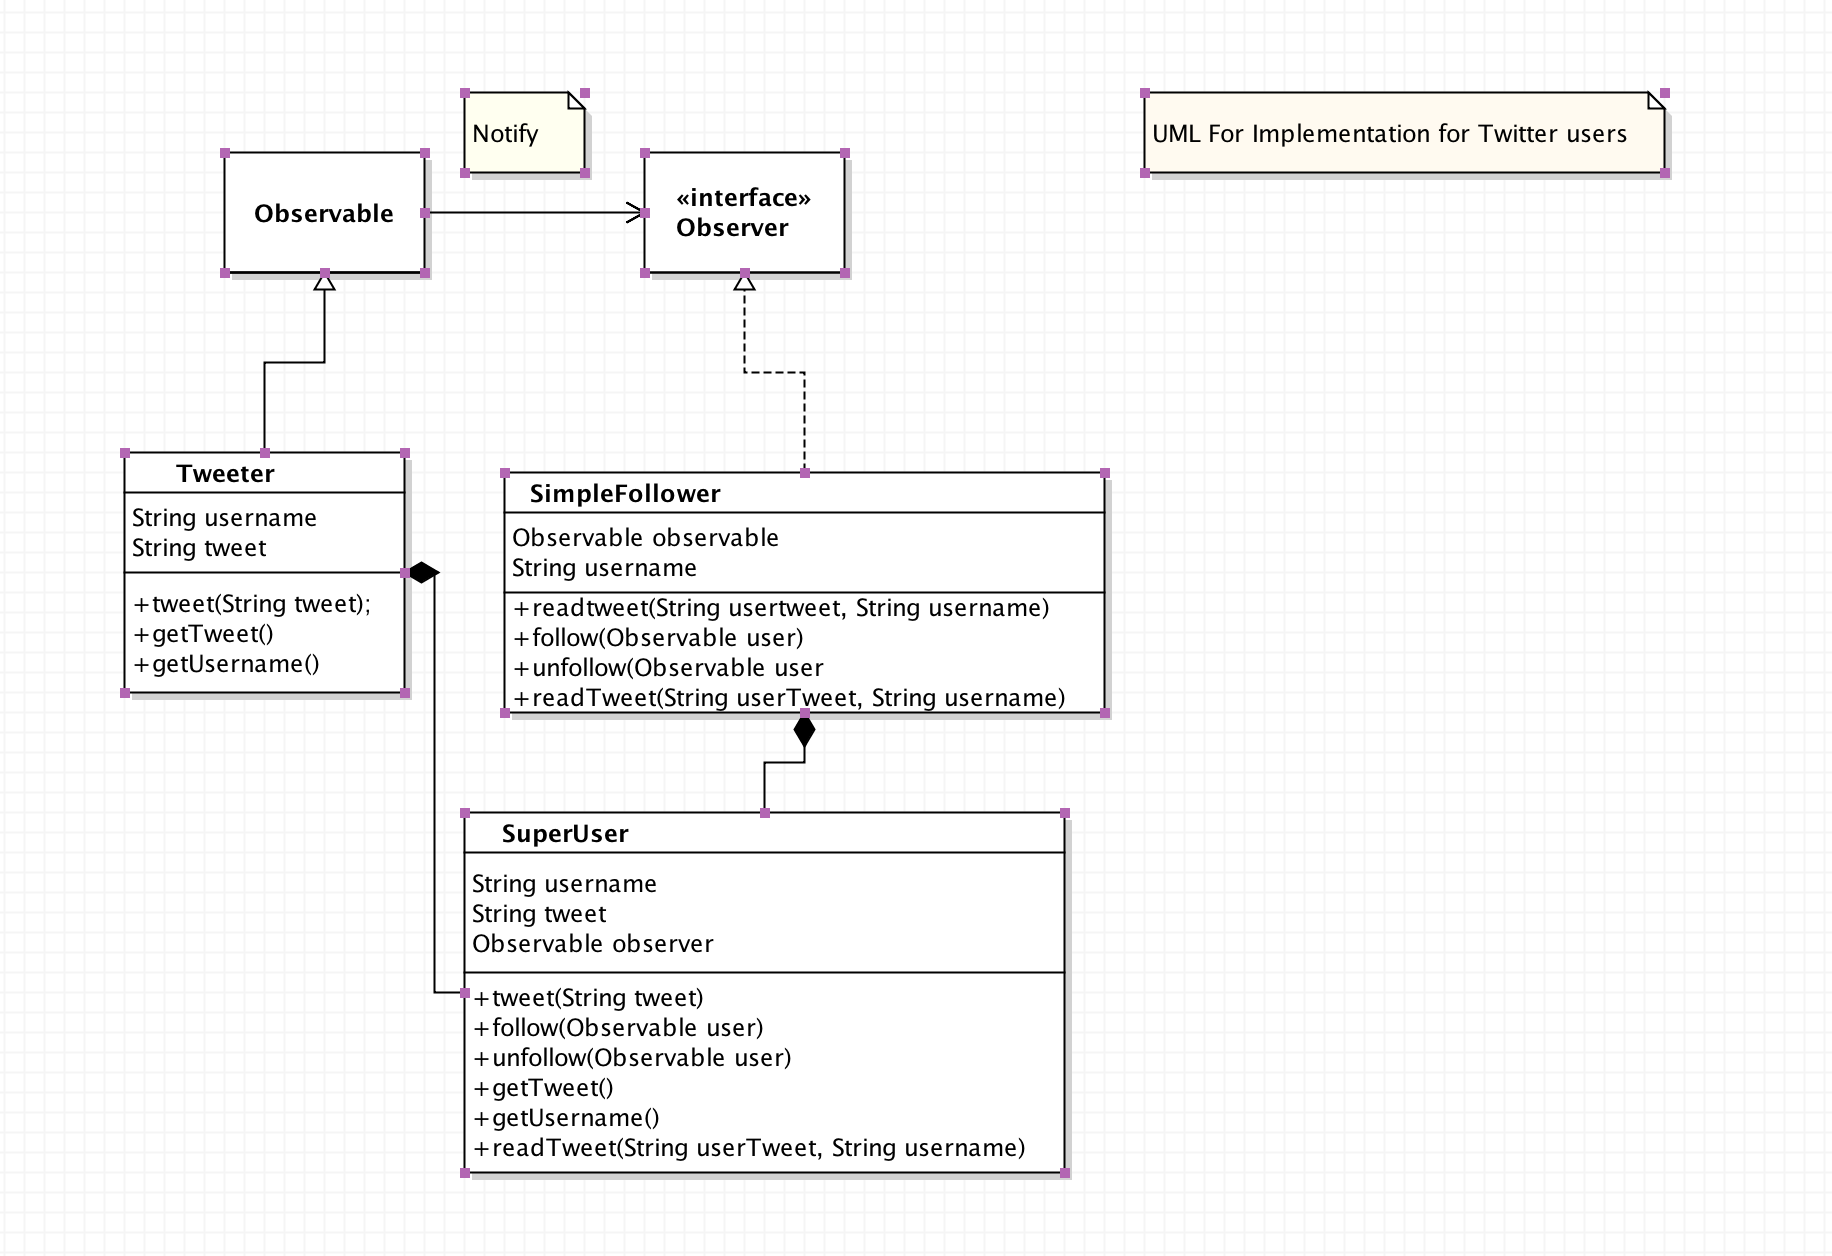 Notify
UML For Implementation for Twitter users
Observable
«interface»
Observer
Tweeter
String username
String tweet
+tweet(String tweet);
+getTweet()
+getUsername()
SimpleFollower
Observable observable
String username
+readtweet(String usertweet, String username)
+follow(Observable user)
+unfollow(Observable user
+readTweet(String userTweet, String username)
SuperUser
String username
String tweet
Observable observer
+tweet(String tweet)
+follow(Observable user)
+unfollow(Observable user)
+getTweet()
+getUsername()
+readTweet(String userTweet, String username)